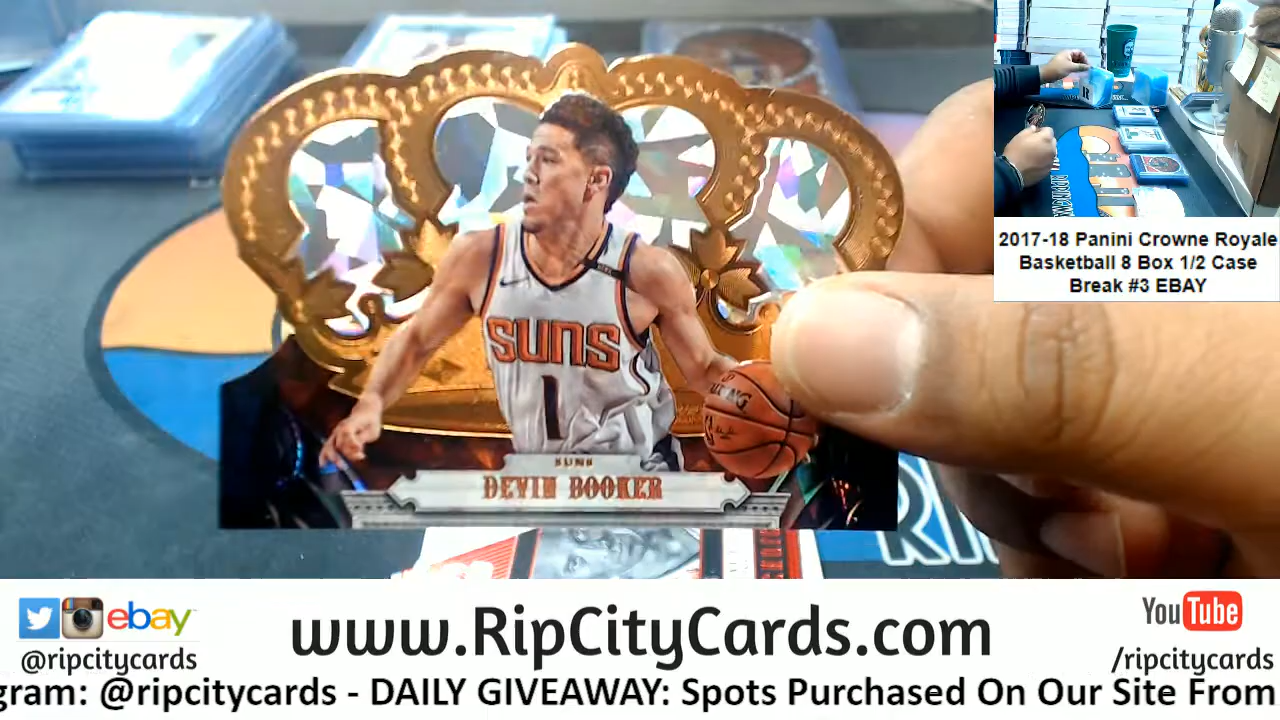 SUNS
1
SUNS
DEVIN BOOKER
2017-18 Panini Crowne Royale
Basketball 8 Box 1/2 Case
Break #3 EBAY
ebay
@ripcitycards
www.RipCityCards.com
YouTube
/ripcitycards
gram: @ripcitycards - DAILY GIVEAWAY: Spots Purchased On Our Site From